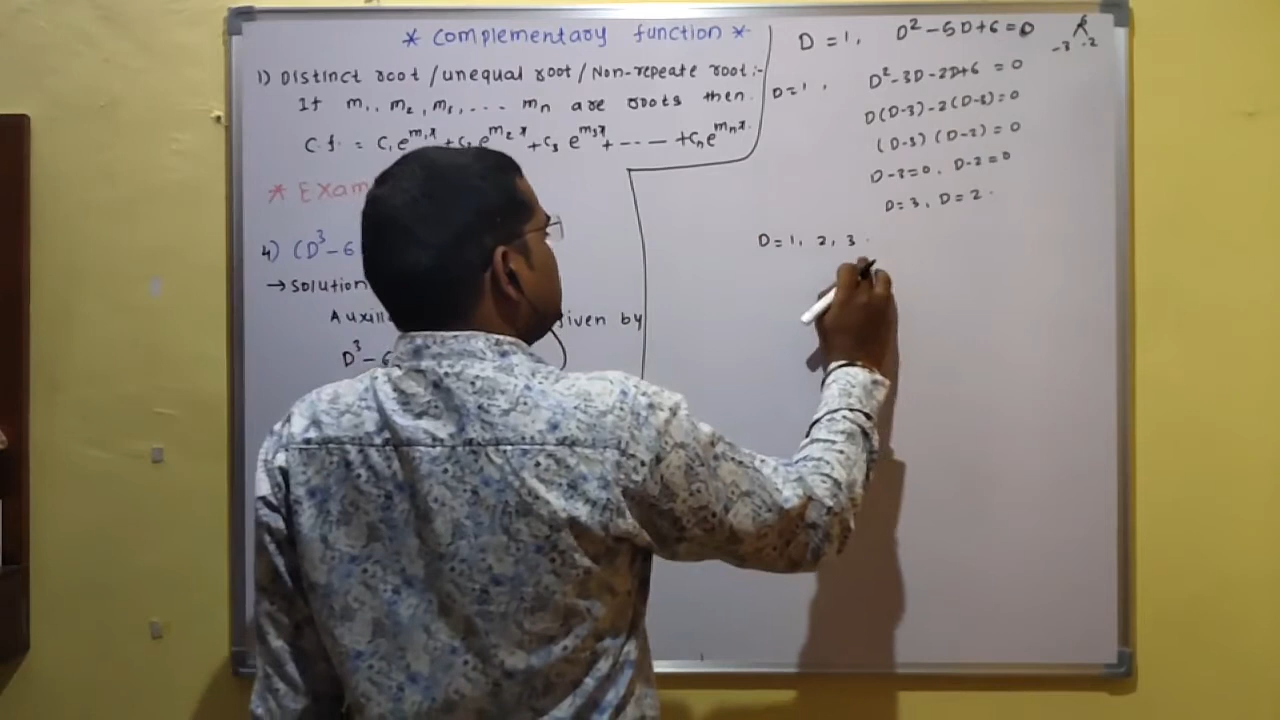 * Complementary function *
1) Distinct root / unequal root / Non-repeate root :-
If m₁, m₂, m₃, ---- mₙ are roots then.
C.f. = C₁e^m₁x + C₂e^m₂x + C₃ e^m₃x + ---- + Cₙe^mₙx.
* Exam
4) (D³ - 6
→ Solution
Auxill given by
D³ - 6
D = 1, D² - 5D + 6 = 0
6
-3 -2
D = 1, D² - 3D - 2D + 6 = 0
D(D-3) - 2(D-3) = 0
(D-3) (D-2) = 0
D-3=0, D-2=0
D = 3, D = 2.
D = 1, 2, 3.